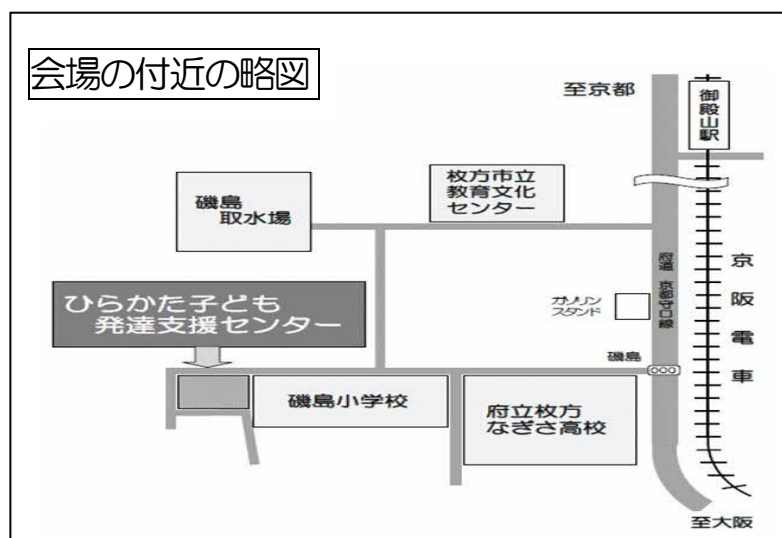 会場の付近の略図
至京都
御殿山駅
枚方市立
教育文化
センター
磯島
取水場
府道 京都守口線
京阪電車
ひらかた子ども
発達支援センター
ガソリン
スタンド
磯島
磯島小学校
府立枚方
なぎさ高校
至大阪